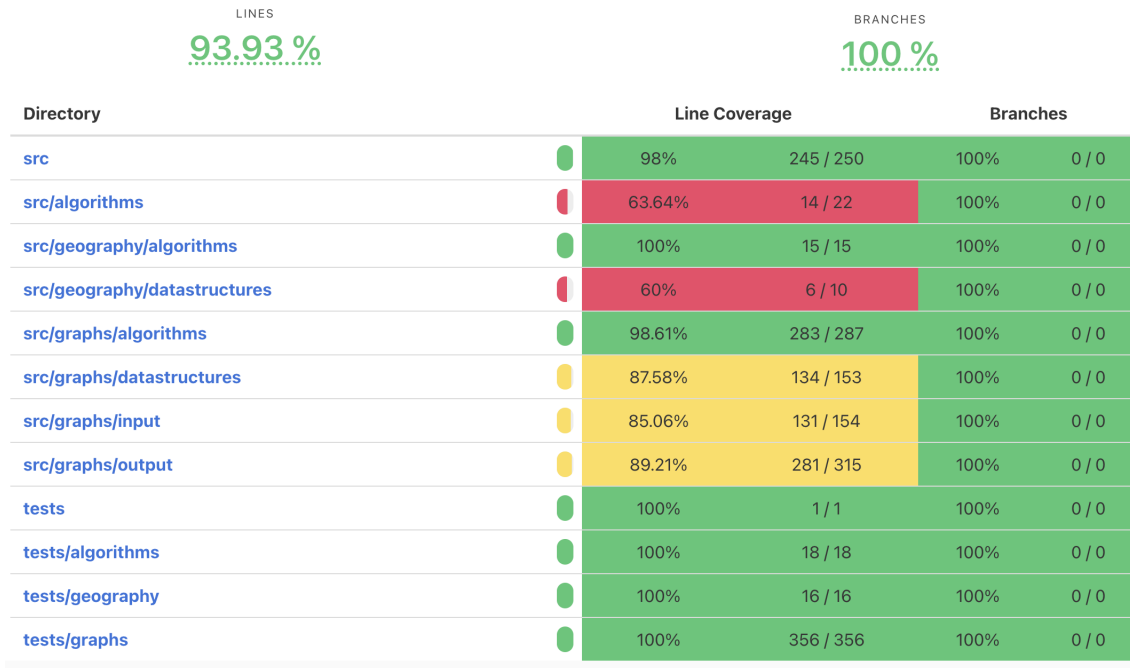 LINES
BRANCHES
93.93 %
100 %
Directory Line Coverage Branches
src 98% 245 / 250 100% 0 / 0
src/algorithms 63.64% 14 / 22 100% 0 / 0
src/geography/algorithms 100% 15 / 15 100% 0 / 0
src/geography/datastructures 60% 6 / 10 100% 0 / 0
src/graphs/algorithms 98.61% 283 / 287 100% 0 / 0
src/graphs/datastructures 87.58% 134 / 153 100% 0 / 0
src/graphs/input 85.06% 131 / 154 100% 0 / 0
src/graphs/output 89.21% 281 / 315 100% 0 / 0
tests 100% 1 / 1 100% 0 / 0
tests/algorithms 100% 18 / 18 100% 0 / 0
tests/geography 100% 16 / 16 100% 0 / 0
tests/graphs 100% 356 / 356 100% 0 / 0